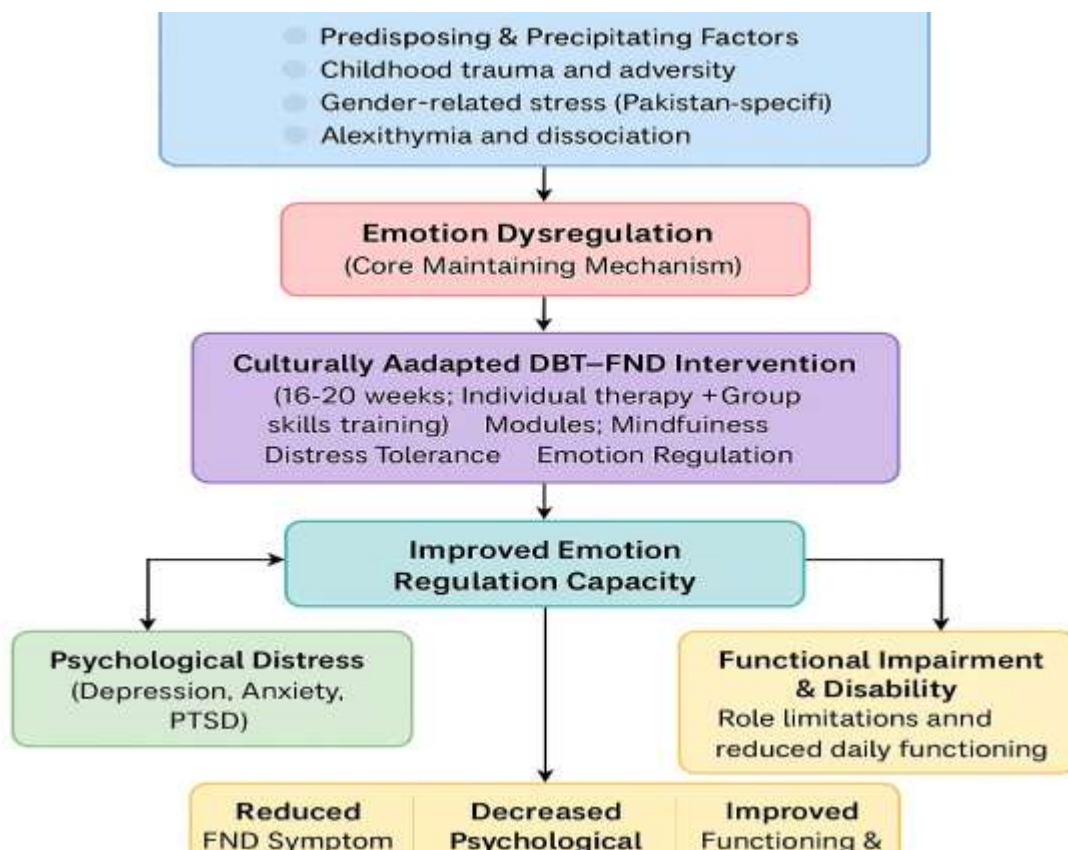 Predisposing & Precipitating Factors
Childhood trauma and adversity
Gender-related stress (Pakistan-specifi)
Alexithymia and dissociation
Emotion Dysregulation
(Core Maintaining Mechanism)
Culturally Aadapted DBT–FND Intervention
(16-20 weeks; Individual therapy +Group
skills training) Modules; Mindfuiness
Distress Tolerance Emotion Regulation
Improved Emotion
Regulation Capacity
Psychological Distress
(Depression, Anxiety,
PTSD)
Functional Impairment
& Disability
Role limitations annd
reduced daily functioning
Reduced
FND Symptom
Decreased
Psychological
Improved
Functioning &